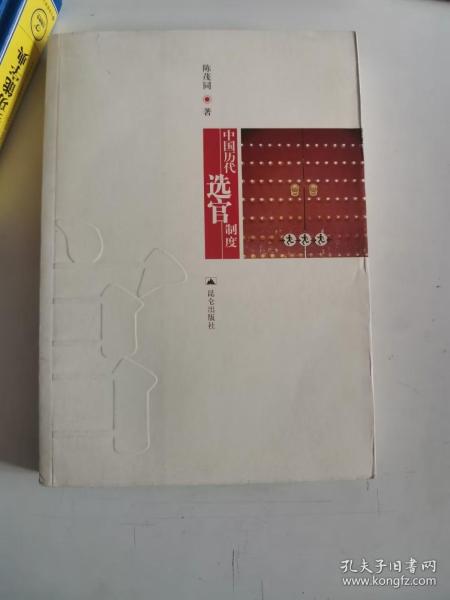 陈茂同
著
中国历代
选官
制度
昆仑出版社
孔夫子旧书网
www.kongfz.com